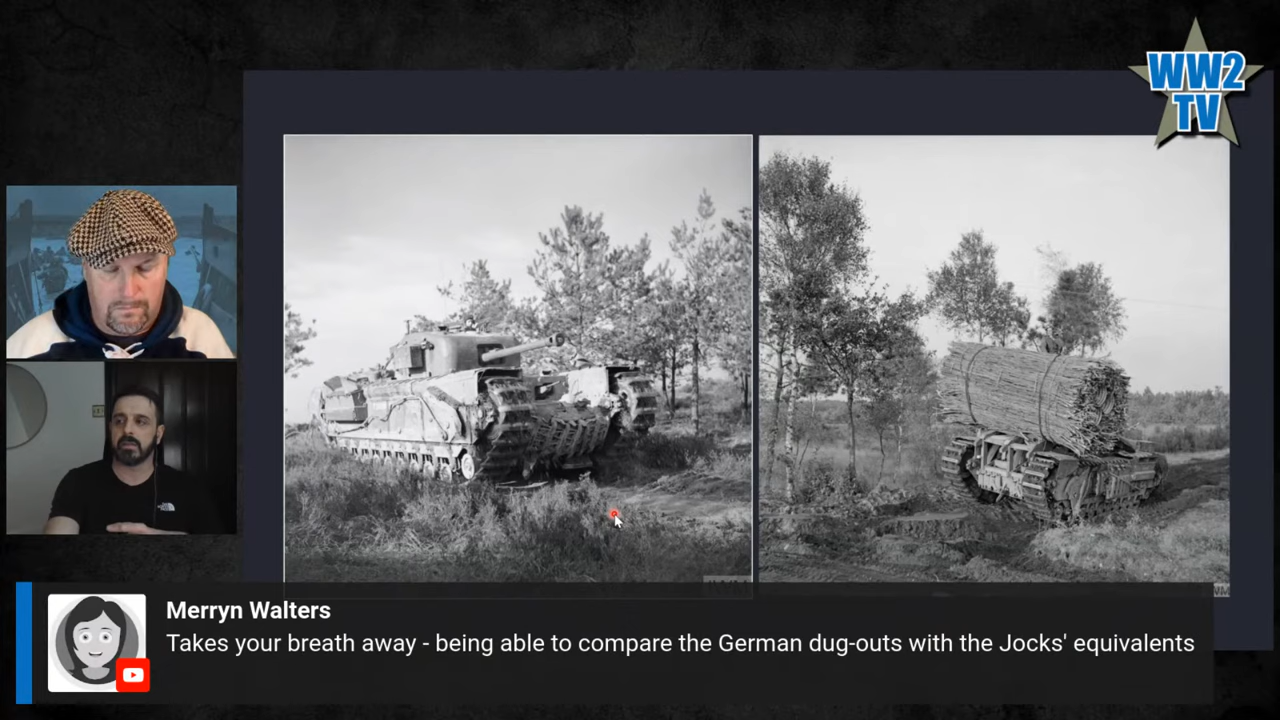 WW2
TV
Merryn Walters
Takes your breath away - being able to compare the German dug-outs with the Jocks' equivalents